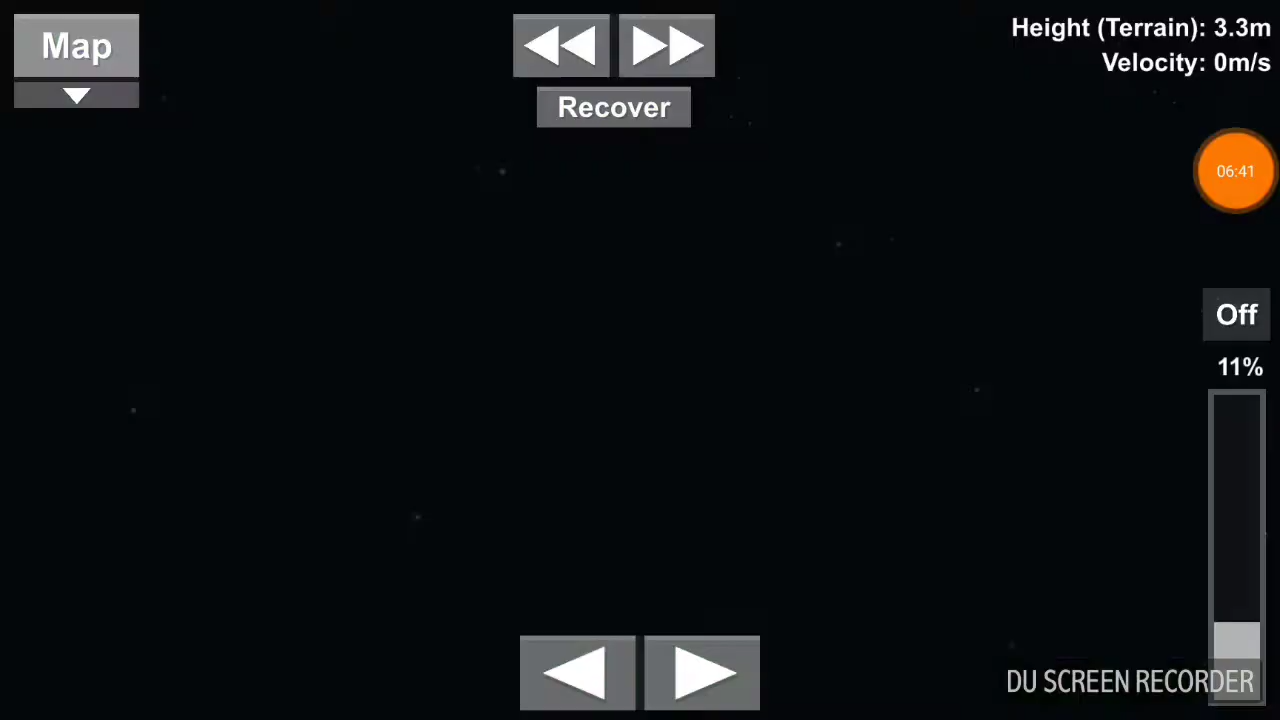 Map
Recover
Height (Terrain): 3.3m
Velocity: 0m/s
06:41
Off
11%
DU SCREEN RECORDER